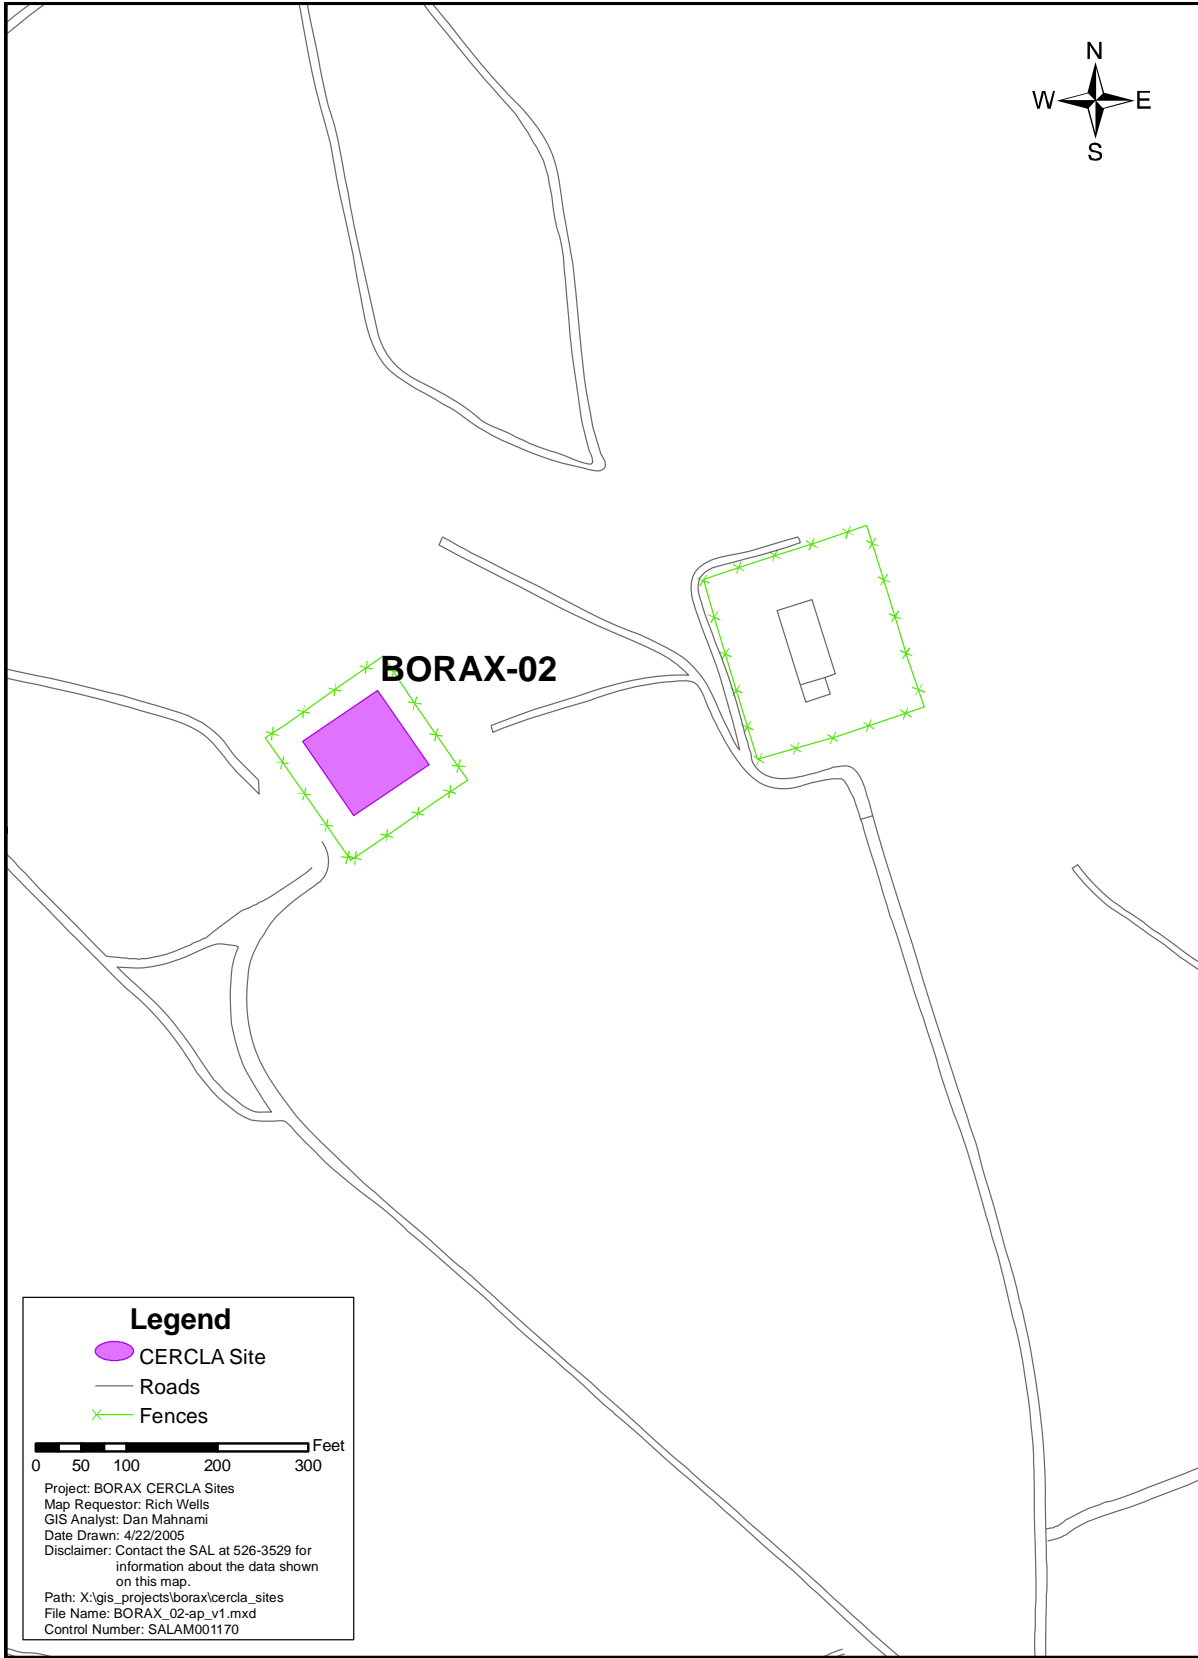 N
W E
S
BORAX-02
Legend
CERCLA Site
Roads
Fences
Feet
0 50 100 200 300
Project: BORAX CERCLA Sites
Map Requestor: Rich Wells
GIS Analyst: Dan Mahnami
Date Drawn: 4/22/2005
Disclaimer: Contact the SAL at 526-3529 for
information about the data shown
on this map.
Path: X:\gis_projects\borax\cercla_sites
File Name: BORAX_02-ap_v1.mxd
Control Number: SALAM001170